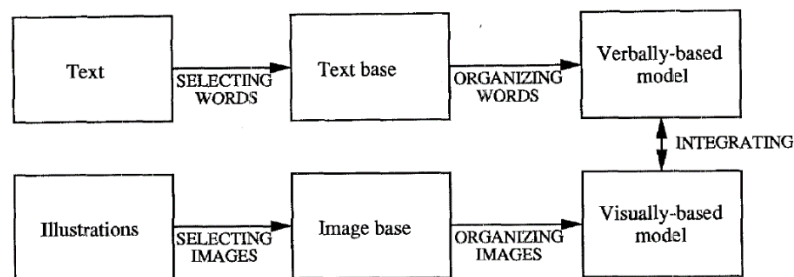 Text
SELECTING
WORDS
Text base
ORGANIZING
WORDS
Verbally-based
model
INTEGRATING
Illustrations
SELECTING
IMAGES
Image base
ORGANIZING
IMAGES
Visually-based
model